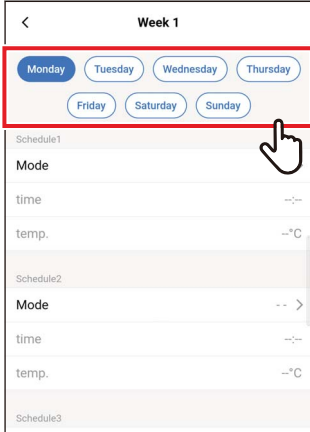 Week 1
Monday Tuesday Wednesday Thursday
Friday Saturday Sunday
Schedule1
Mode
time --:--
temp. --°C
Schedule2
Mode -- >
time --:--
temp. --°C
Schedule3